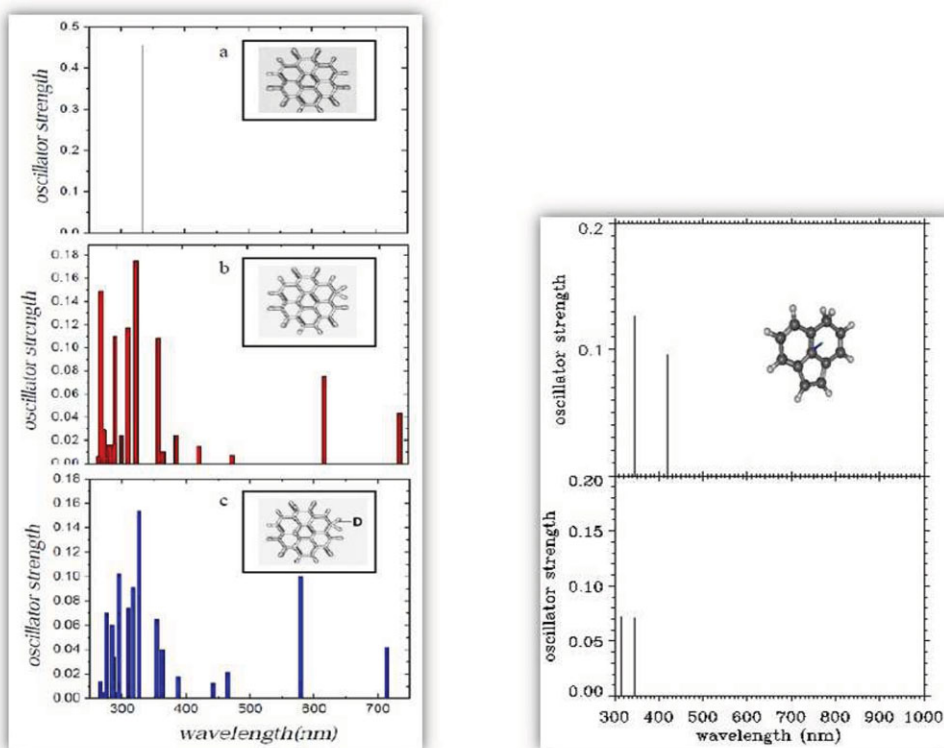 0.5
0.4
0.3
0.2
0.1
0.0
oscillator strength
a
0.18
0.16
0.14
0.12
0.10
0.08
0.06
0.04
0.02
0.00
oscillator strength
b
0.18
0.16
0.14
0.12
0.10
0.08
0.06
0.04
0.02
0.00
oscillator strength
c
D
300 400 500 600 700
wavelength(nm)
0.2
0.1
oscillator strength
0.20
0.15
0.10
0.05
0.00
oscillator strength
300 400 500 600 700 800 900 1000
wavelength (nm)